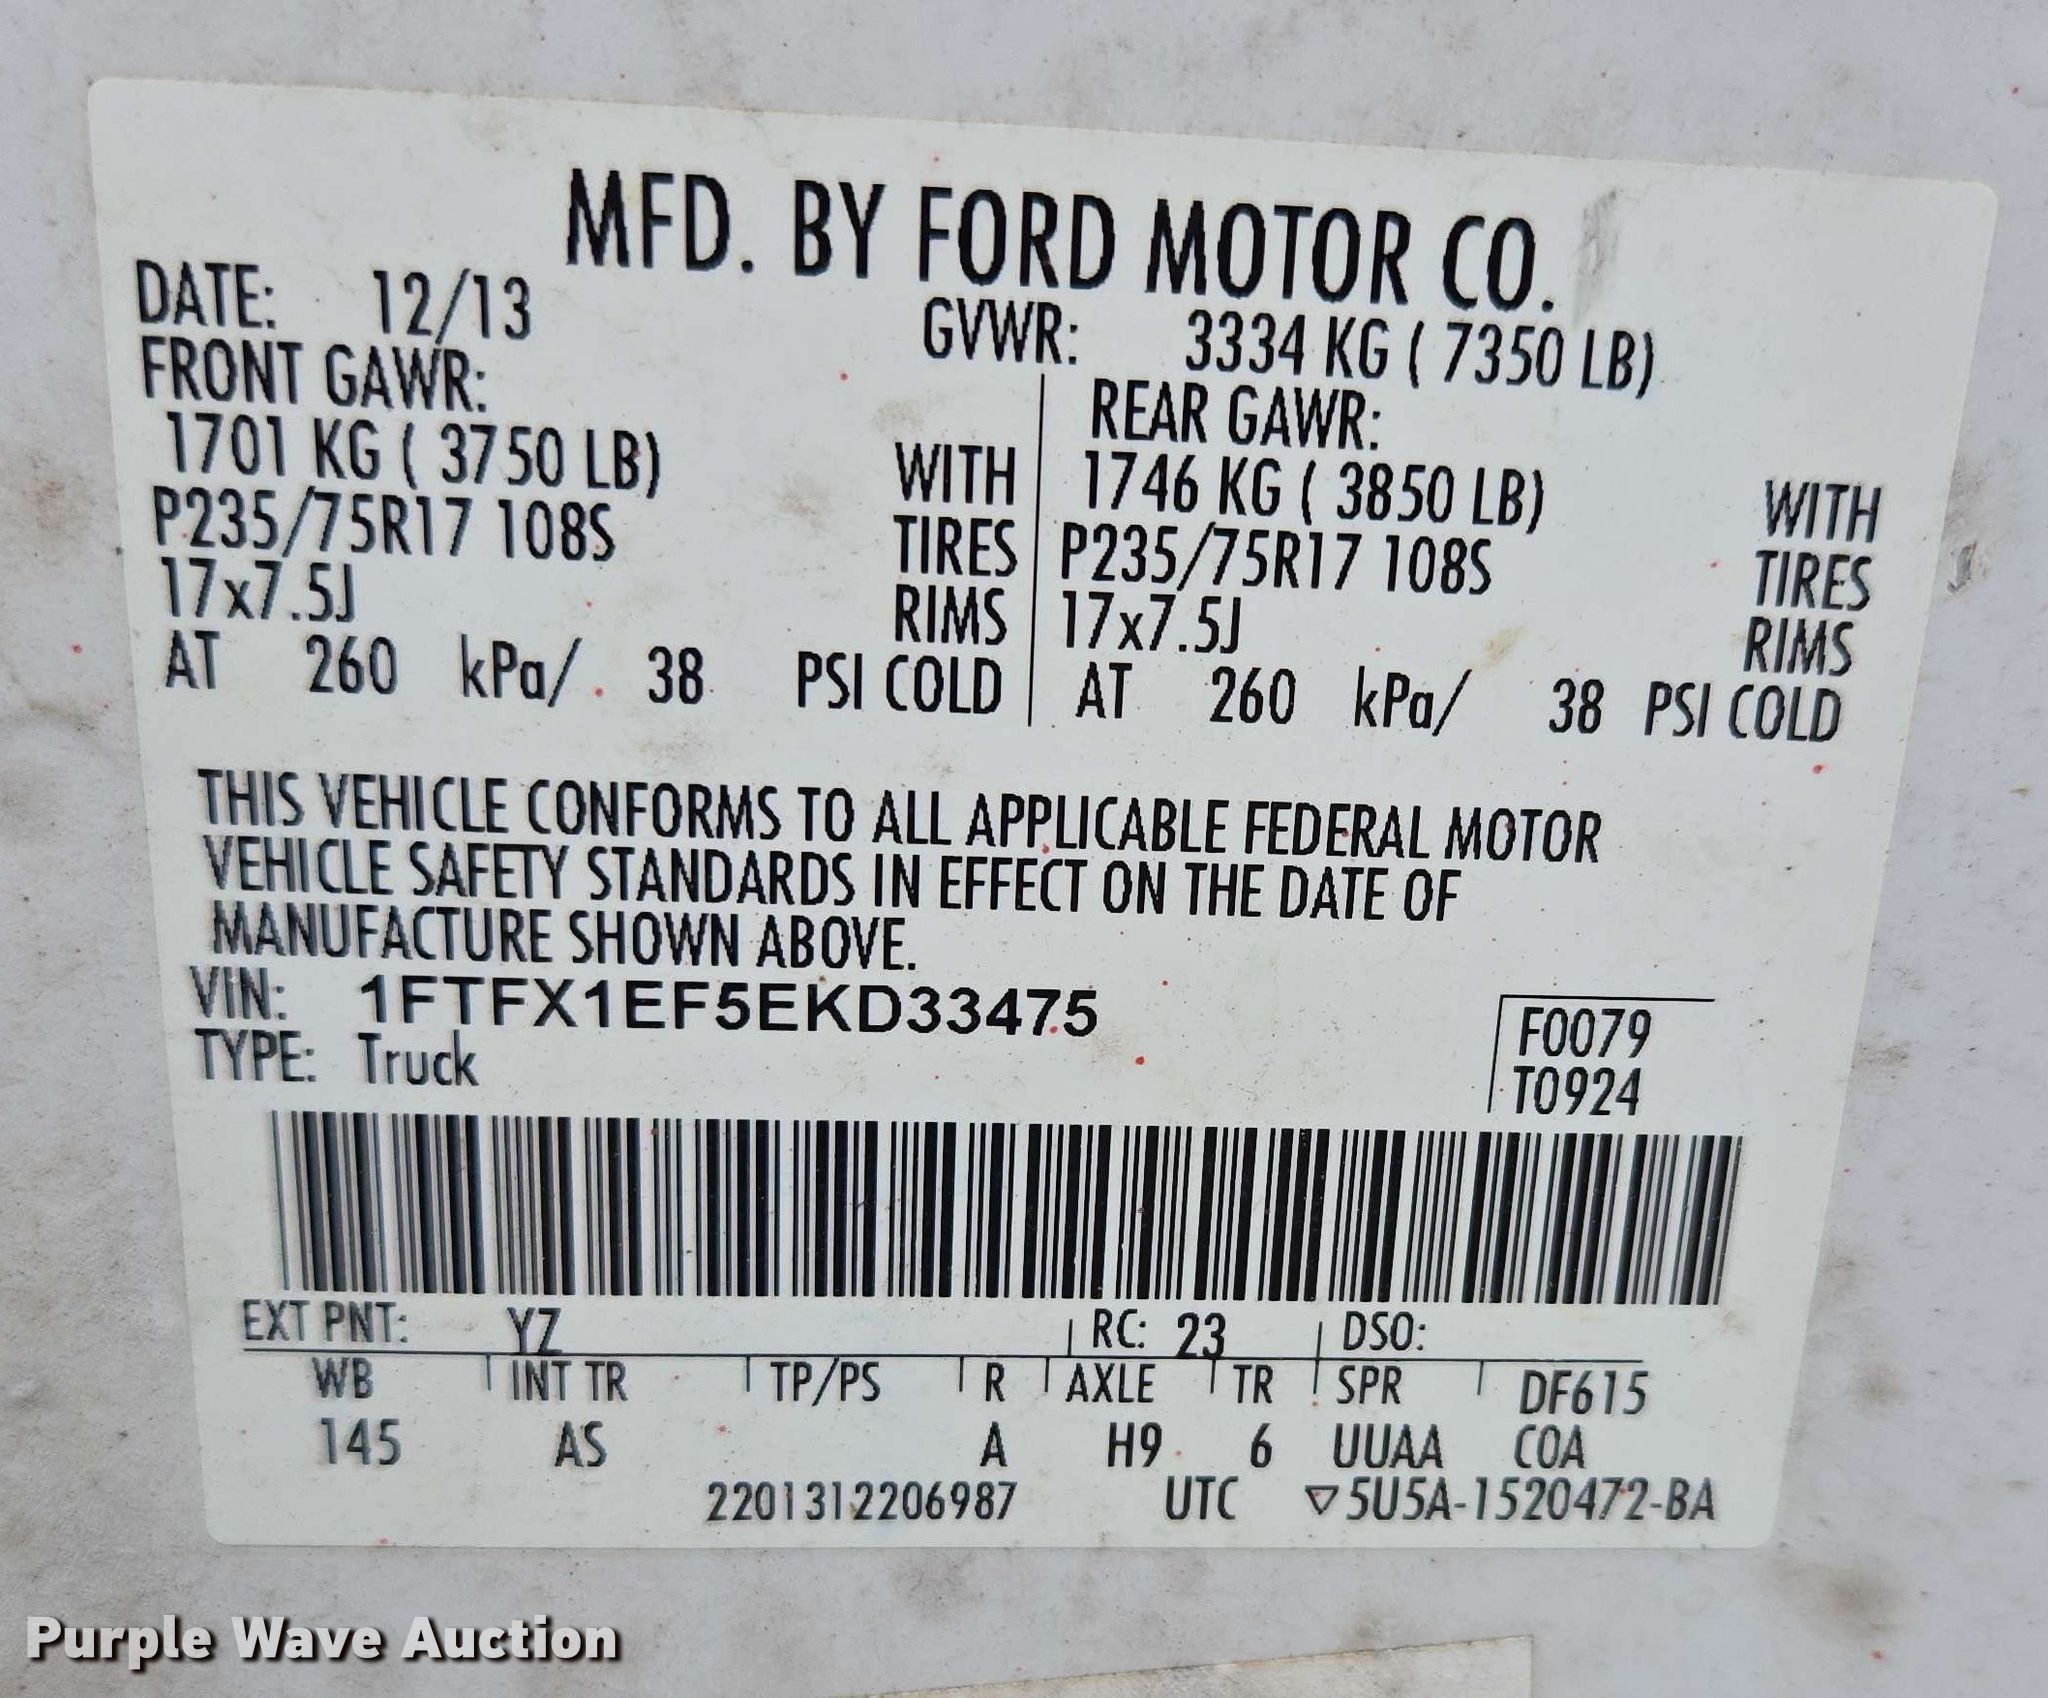 MFD. BY FORD MOTOR CO.
DATE: 12/13
GVWR: 3334 KG ( 7350 LB)
FRONT GAWR:
1701 KG ( 3750 LB) WITH
P235/75R17 108S TIRES
17x7.5J RIMS
AT 260 kPa/ 38 PSI COLD
REAR GAWR:
1746 KG ( 3850 LB) WITH
P235/75R17 108S TIRES
17x7.5J RIMS
AT 260 kPa/ 38 PSI COLD
THIS VEHICLE CONFORMS TO ALL APPLICABLE FEDERAL MOTOR
VEHICLE SAFETY STANDARDS IN EFFECT ON THE DATE OF
MANUFACTURE SHOWN ABOVE.
VIN: 1FTFX1EF5EKD33475
TYPE: Truck
F0079
T0924
EXT PNT: YZ RC: 23 DSO:
WB INT TR TP/PS R AXLE TR SPR DF615
145 AS A H9 6 UUAA COA
2201312206987 UTC ▽5U5A-1520472-BA
Purple Wave Auction